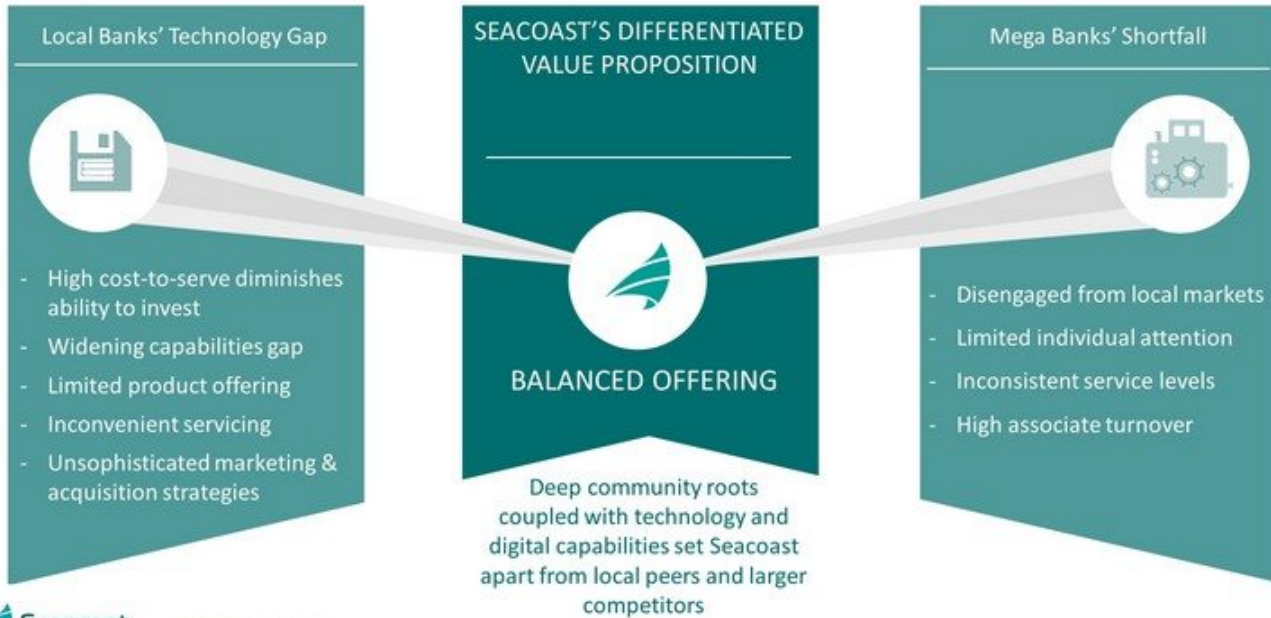 Local Banks’ Technology Gap
- High cost-to-serve diminishes
ability to invest
- Widening capabilities gap
- Limited product offering
- Inconvenient servicing
- Unsophisticated marketing &
acquisition strategies
SEACOAST’S DIFFERENTIATED
VALUE PROPOSITION
BALANCED OFFERING
Deep community roots
coupled with technology and
digital capabilities set Seacoast
apart from local peers and larger
competitors
Mega Banks’ Shortfall
- Disengaged from local markets
- Limited individual attention
- Inconsistent service levels
- High associate turnover